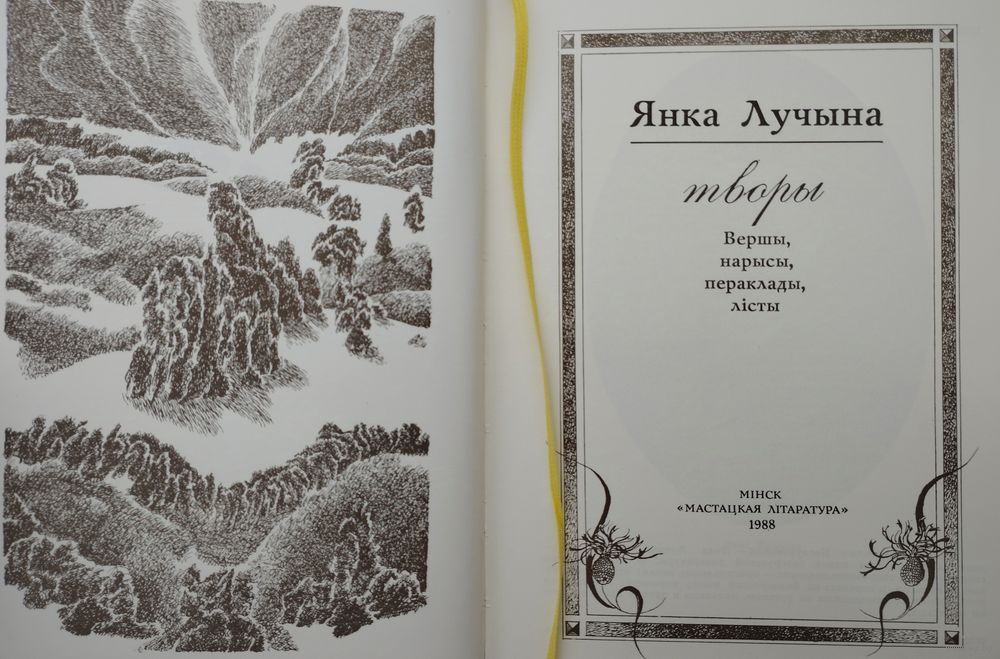 Янка Лучына
творы
Вершы,
нарысы,
пераклады,
лісты
МІНСК
«МАСТАЦКАЯ ЛІТАРАТУРА»
1988